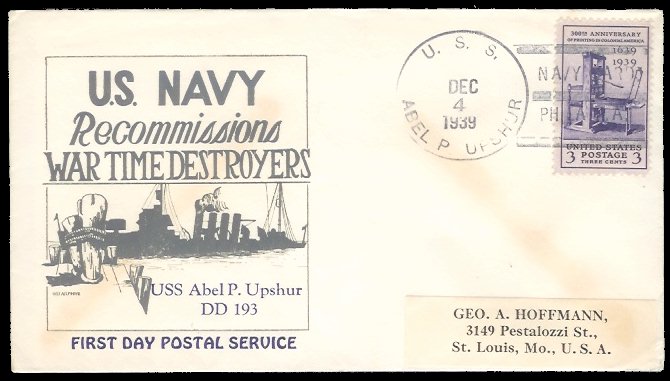 U.S. NAVY
Recommissions
WAR TIME DESTROYERS
USS Abel P. Upshur
DD 193
FIRST DAY POSTAL SERVICE
U. S. S.
DEC
4
1939
ABEL P. UPSHUR
NAVY YARD
300TH ANNIVERSARY
OF PRINTING IN COLONIAL AMERICA
1639
1939
UNITED STATES
3 POSTAGE 3
THREE CENTS
GEO. A. HOFFMANN,
3149 Pestalozzi St.,
St. Louis, Mo., U. S. A.